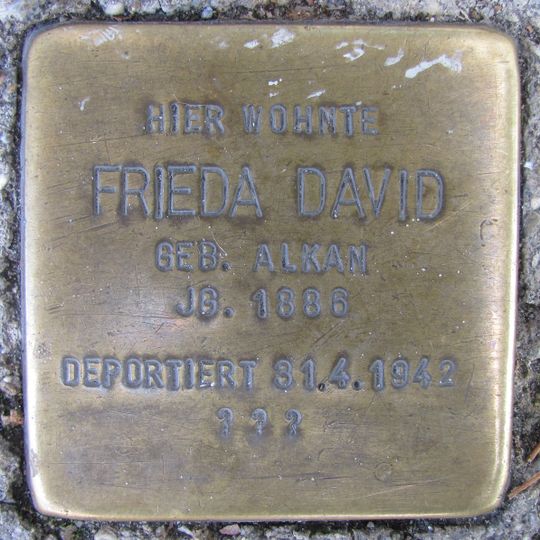 HIER WOHNTE
FRIEDA DAVID
GEB. ALKAN
JG. 1886
DEPORTIERT 31.4.1942
???